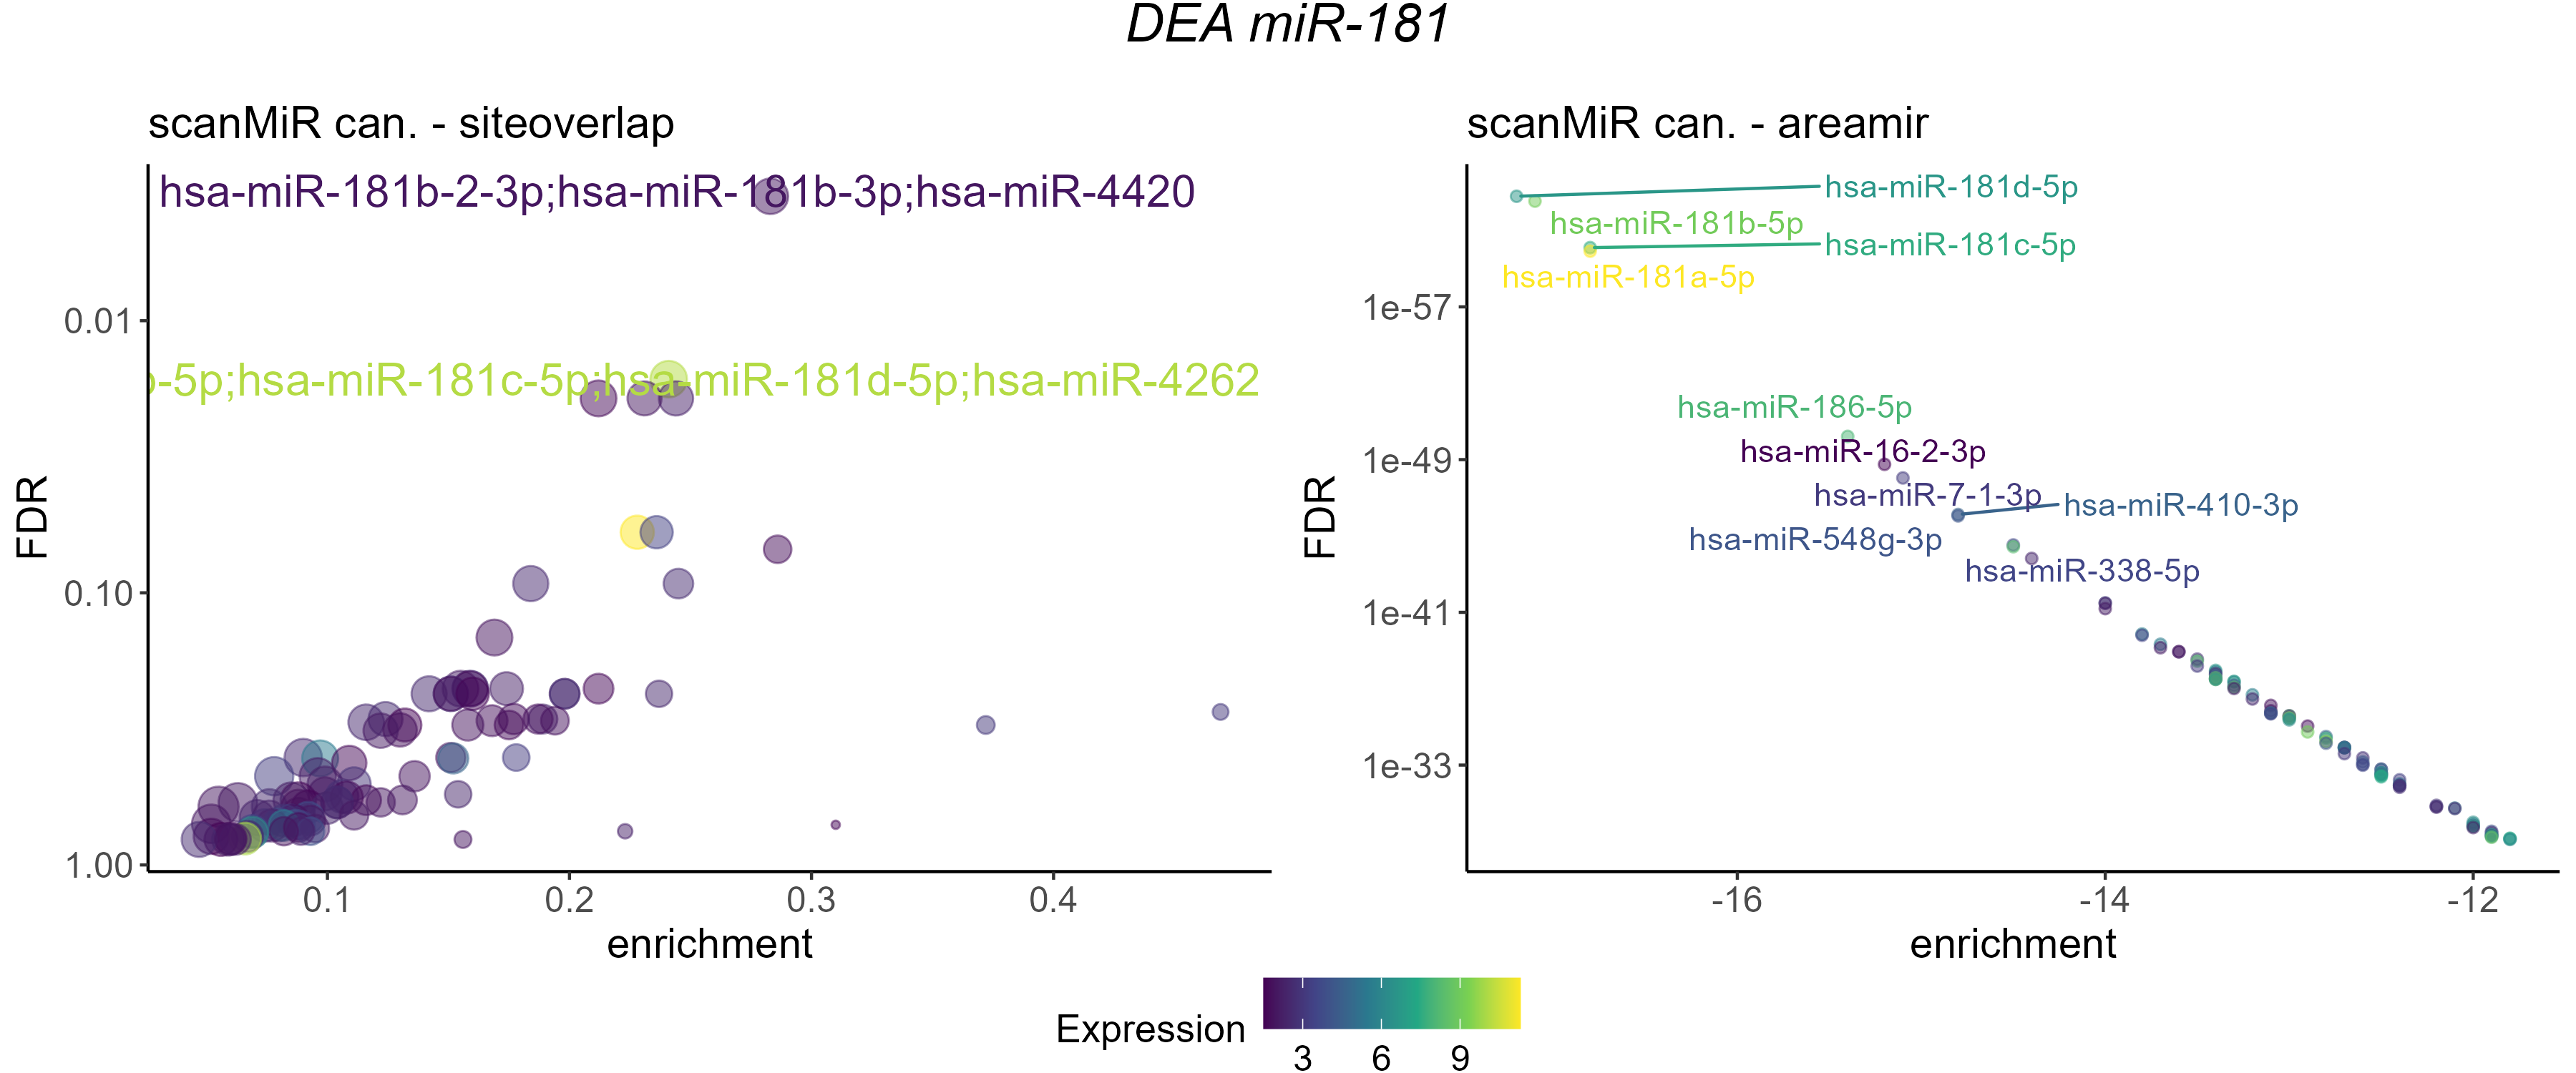 DEA miR-181
scanMiR can. - siteoverlap
hsa-miR-181b-2-3p;hsa-miR-181b-3p;hsa-miR-4420
-5p;hsa-miR-181c-5p;hsa-miR-181d-5p;hsa-miR-4262
FDR
0.01
0.10
1.00
0.1
0.2
0.3
0.4
enrichment
scanMiR can. - areamir
hsa-miR-181d-5p
hsa-miR-181b-5p
hsa-miR-181c-5p
hsa-miR-181a-5p
hsa-miR-186-5p
hsa-miR-16-2-3p
hsa-miR-7-1-3p
hsa-miR-410-3p
hsa-miR-548g-3p
hsa-miR-338-5p
FDR
1e-57
1e-49
1e-41
1e-33
-16
-14
-12
enrichment
Expression
3
6
9